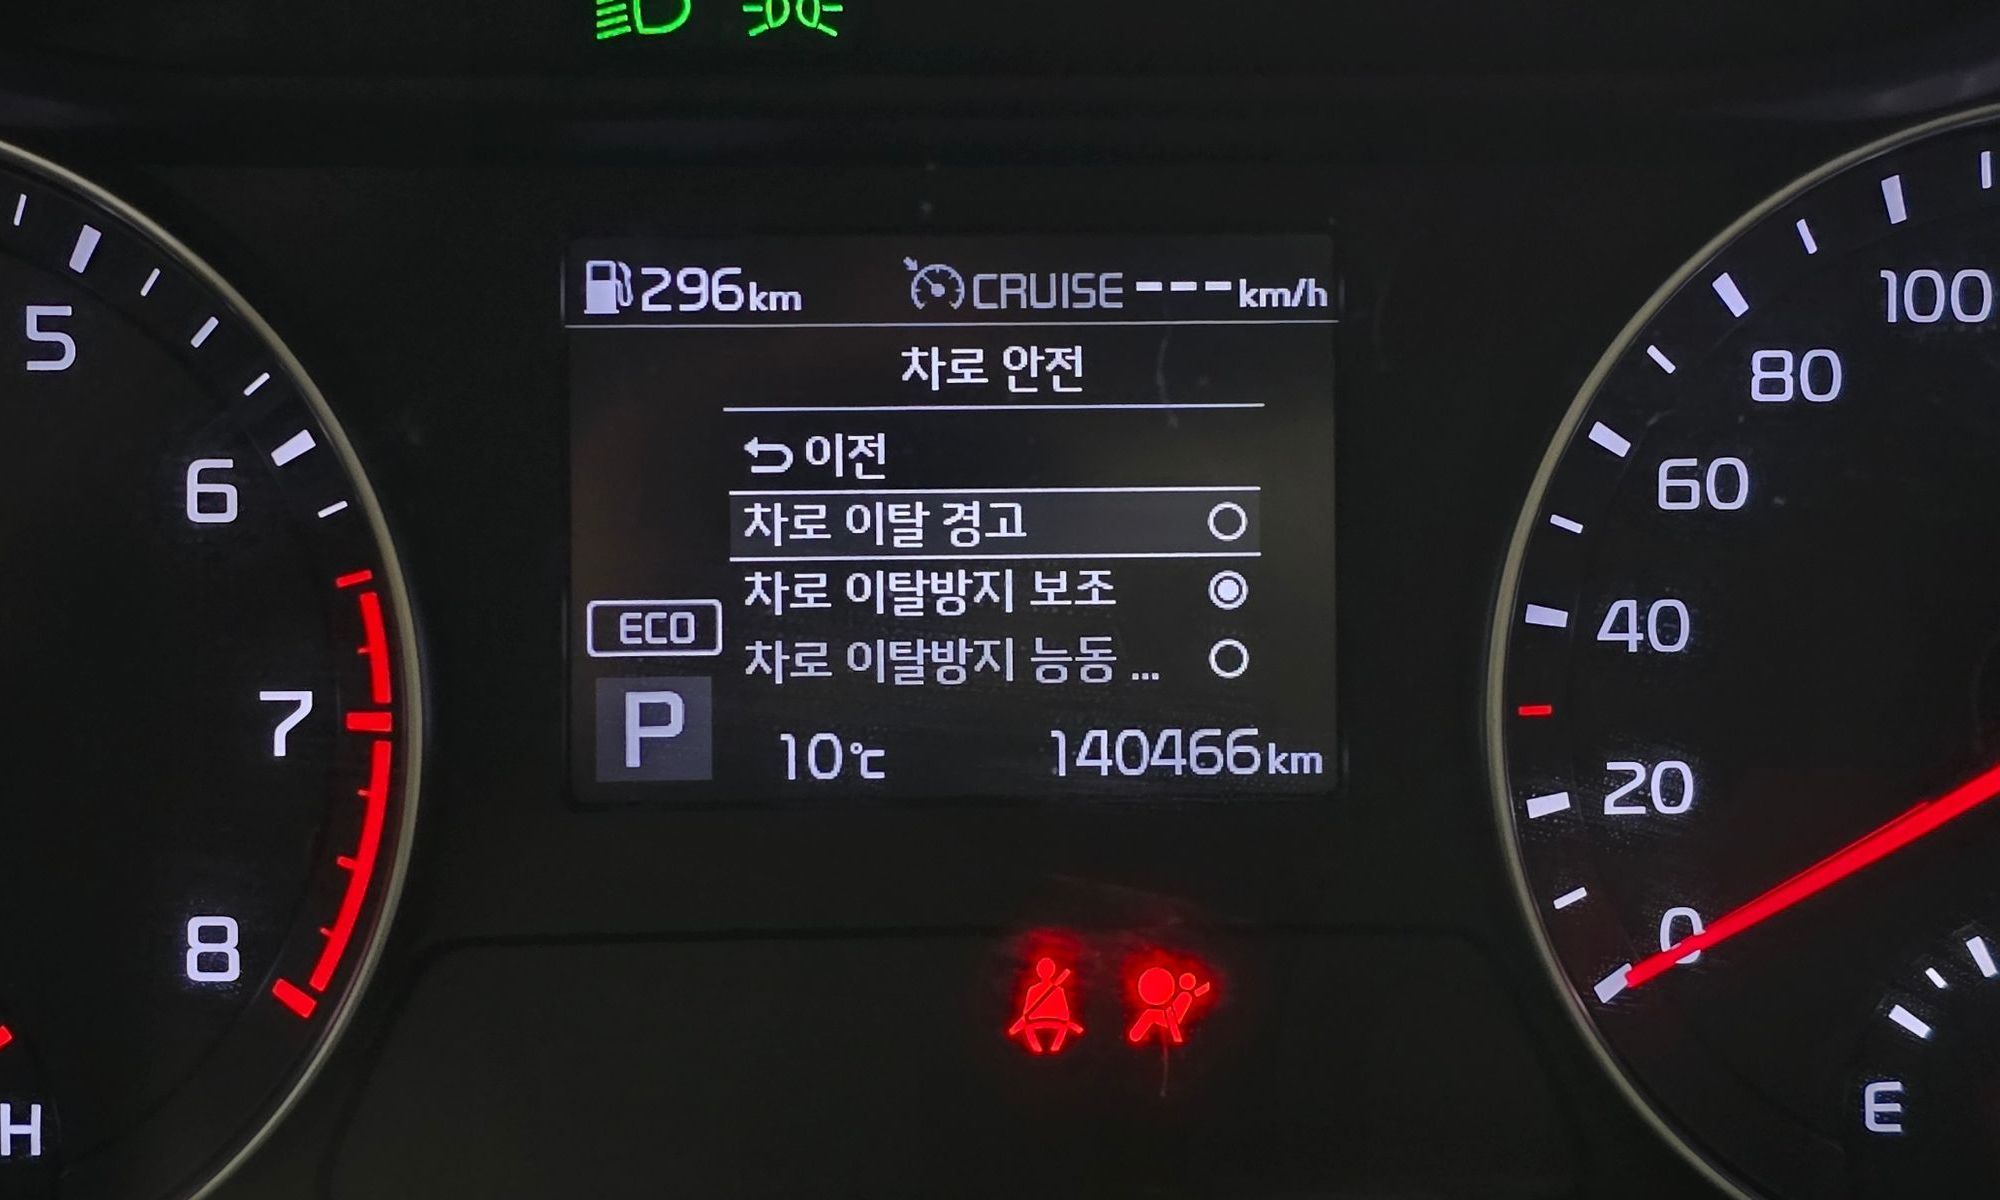 296km CRUISE ---km/h
차로 안전
이전
차로 이탈 경고
차로 이탈방지 보조
차로 이탈방지 능동 ...
ECO
P
10℃ 140466km
5
6
7
8
H
100
80
60
40
20
0
E